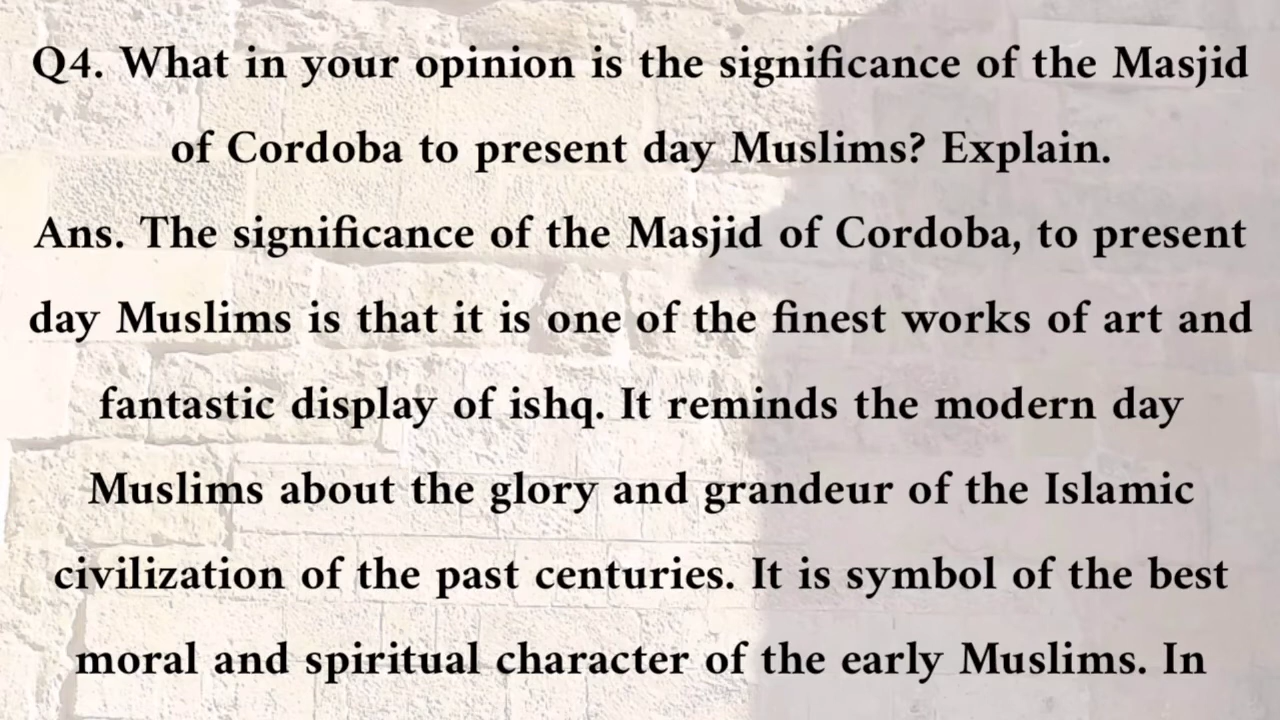 Q4. What in your opinion is the significance of the Masjid
of Cordoba to present day Muslims? Explain.
Ans. The significance of the Masjid of Cordoba, to present
day Muslims is that it is one of the finest works of art and
fantastic display of ishq. It reminds the modern day
Muslims about the glory and grandeur of the Islamic
civilization of the past centuries. It is symbol of the best
moral and spiritual character of the early Muslims. In